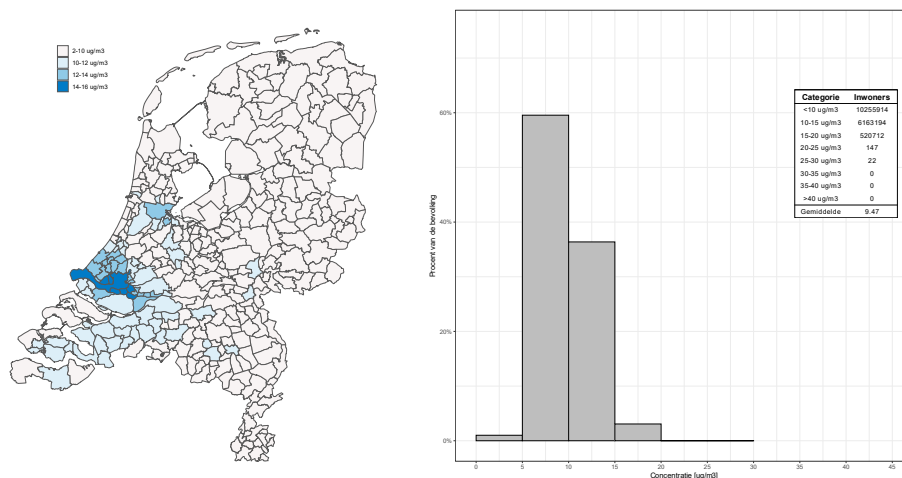 2-10 ug/m3
10-12 ug/m3
12-14 ug/m3
14-16 ug/m3
Procent van de bevolking
60%
40%
20%
0%
Categorie Inwoners
<10 ug/m3 10255914
10-15 ug/m3 6163194
15-20 ug/m3 520712
20-25 ug/m3 147
25-30 ug/m3 22
30-35 ug/m3 0
35-40 ug/m3 0
>40 ug/m3 0
Gemiddelde 9.47
0 5 10 15 20 25 30 35 40 45
Concentratie [ug/m3]